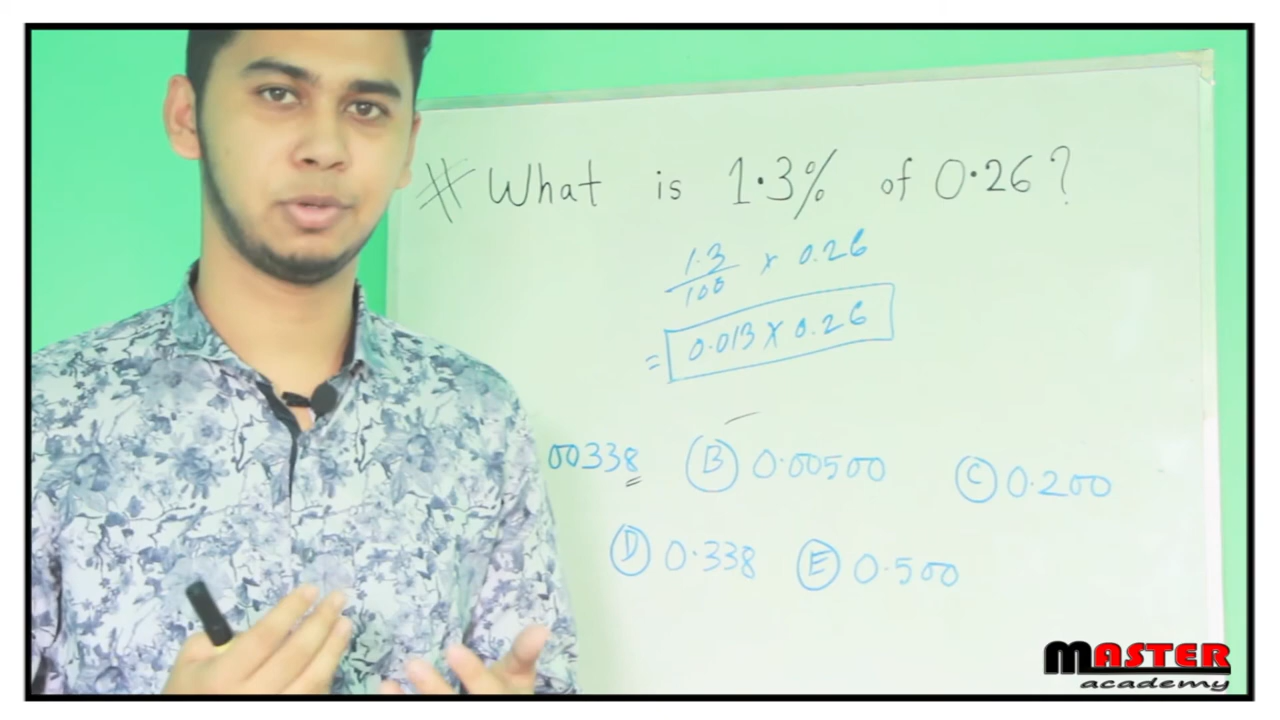 # What is 1.3% of 0.26?
1.3/100 × 0.26
= 0.013 × 0.26
00338 (B) 0.00500 (C) 0.200
(D) 0.338 (E) 0.500
MASTER
academy